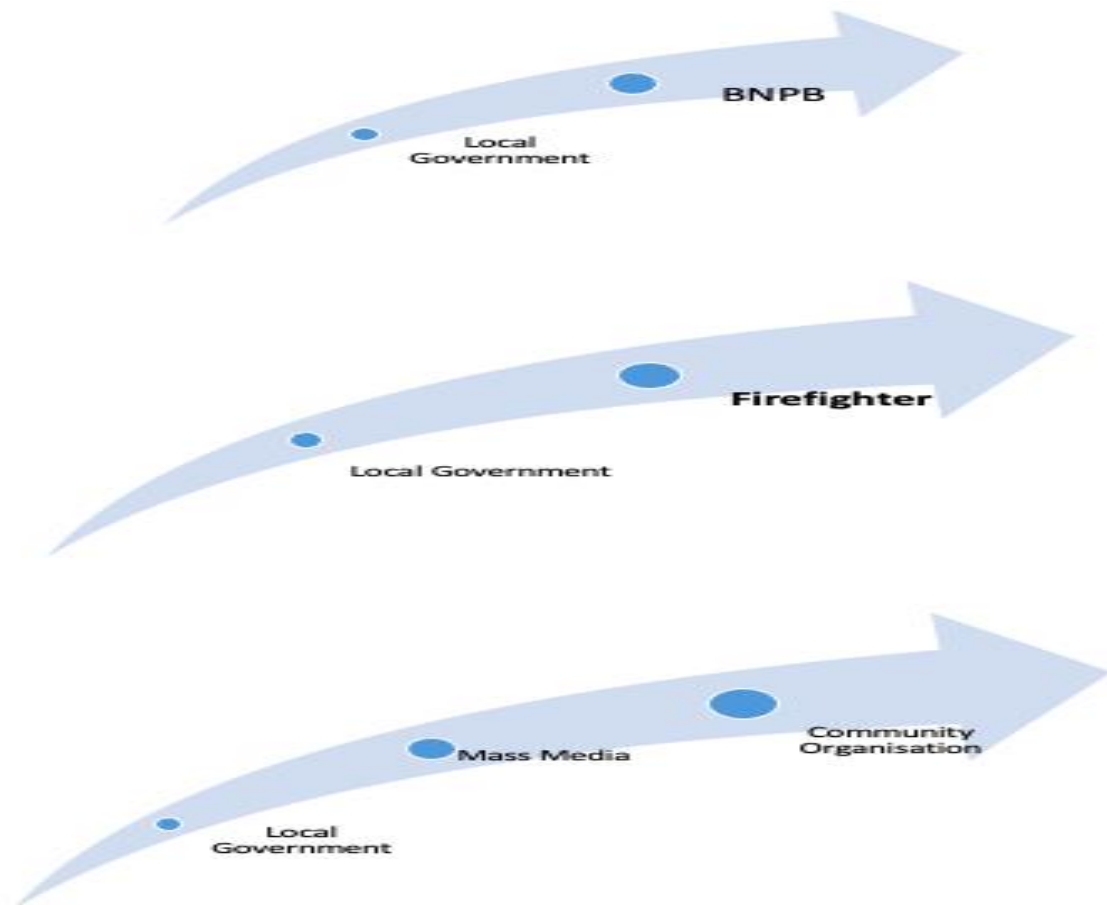 BNPB
Local
Government
Firefighter
Local Government
Community
Organisation
Mass Media
Local
Government